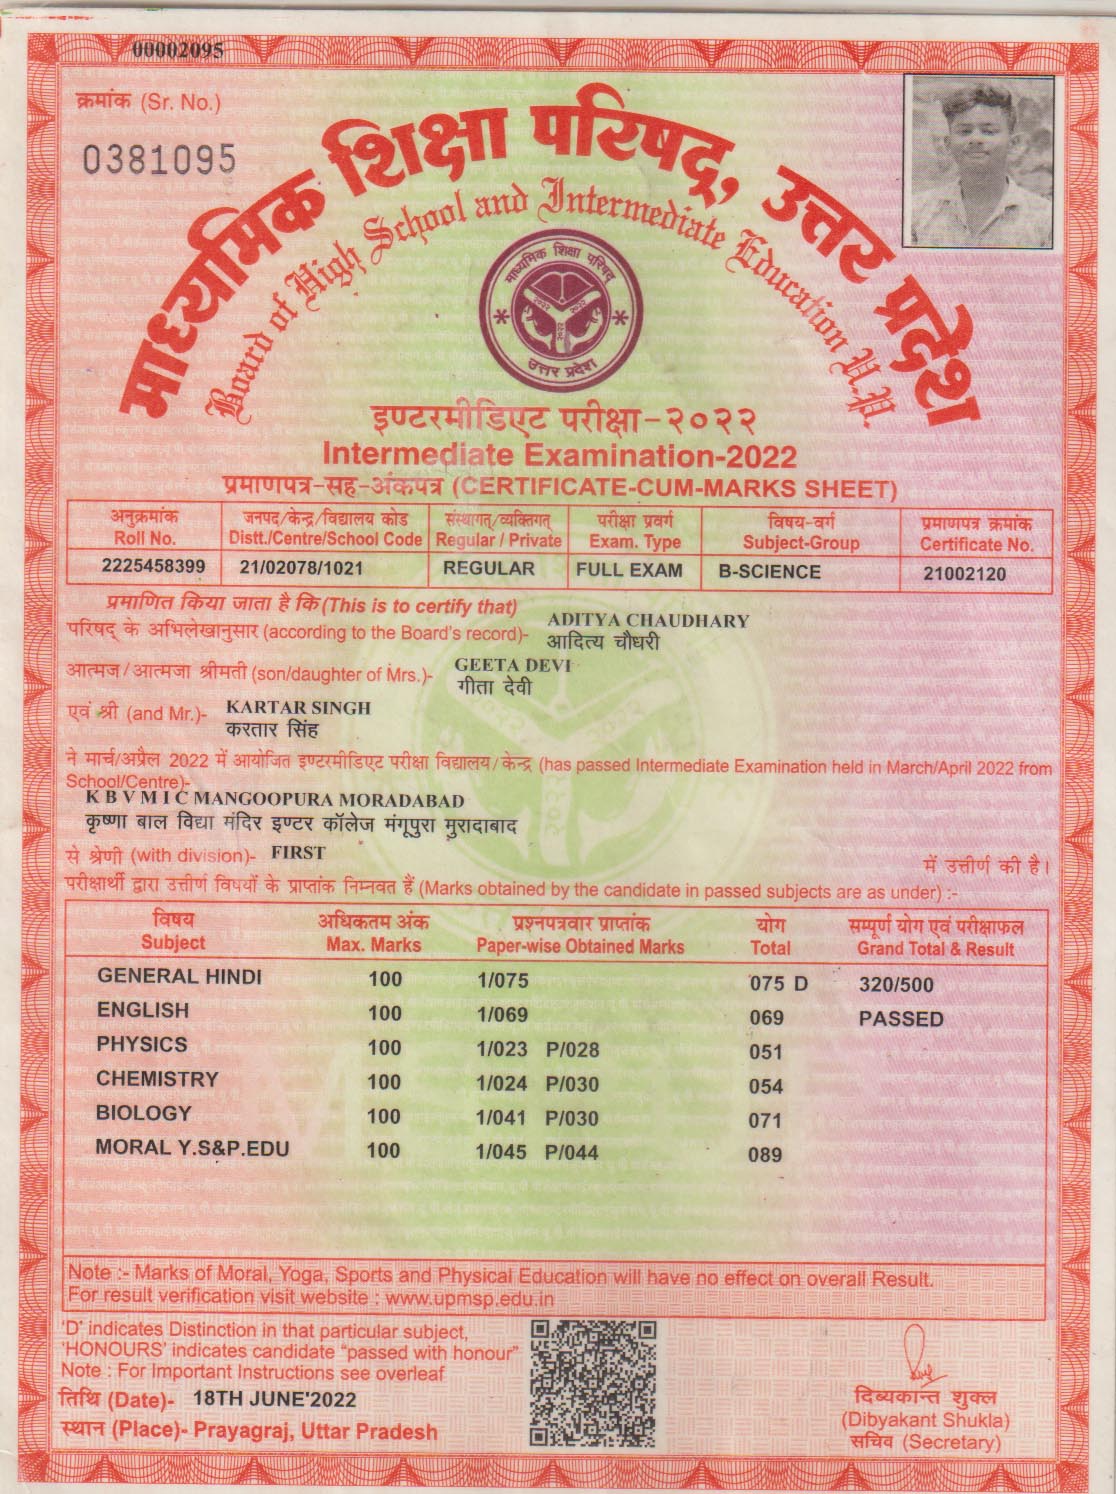 00002095
क्रमांक (Sr. No.)
0381095
माध्यमिक शिक्षा परिषद्, उत्तर प्रदेश
Board of High School and Intermediate Education U.P.
माध्यमिक शिक्षा परिषद्
२०२२ २०२२
२०२२
उत्तर प्रदेश
इण्टरमीडिएट परीक्षा-२०२२
Intermediate Examination-2022
प्रमाणपत्र-सह-अंकपत्र (CERTIFICATE-CUM-MARKS SHEET)
अनुक्रमांक जनपद/केन्द्र/विद्यालय कोड संस्थागत्/व्यक्तिगत् परीक्षा प्रवर्ग विषय-वर्ग प्रमाणपत्र क्रमांक
Roll No. Distt./Centre/School Code Regular / Private Exam. Type Subject-Group Certificate No.
2225458399 21/02078/1021 REGULAR FULL EXAM B-SCIENCE 21002120
प्रमाणित किया जाता है कि (This is to certify that)
परिषद् के अभिलेखानुसार (according to the Board's record)- ADITYA CHAUDHARY
आदित्य चौधरी
आत्मज/आत्मजा श्रीमती (son/daughter of Mrs.)- GEETA DEVI
गीता देवी
एवं श्री (and Mr.)- KARTAR SINGH
करतार सिंह
ने मार्च/अप्रैल 2022 में आयोजित इण्टरमीडिएट परीक्षा विद्यालय/केन्द्र (has passed Intermediate Examination held in March/April 2022 from
School/Centre)-
K B V M I C MANGOOPURA MORADABAD
कृष्णा बाल विद्या मंदिर इण्टर कॉलेज मंगूपुरा मुरादाबाद
से श्रेणी (with division)- FIRST में उत्तीर्ण की है।
परीक्षार्थी द्वारा उत्तीर्ण विषयों के प्राप्तांक निम्नवत हैं (Marks obtained by the candidate in passed subjects are as under) :-
विषय अधिकतम अंक प्रश्नपत्रवार प्राप्तांक योग सम्पूर्ण योग एवं परीक्षाफल
Subject Max. Marks Paper-wise Obtained Marks Total Grand Total & Result
GENERAL HINDI 100 1/075 075 D 320/500
ENGLISH 100 1/069 069 PASSED
PHYSICS 100 1/023 P/028 051
CHEMISTRY 100 1/024 P/030 054
BIOLOGY 100 1/041 P/030 071
MORAL Y.S&P.EDU 100 1/045 P/044 089
Note :- Marks of Moral, Yoga, Sports and Physical Education will have no effect on overall Result.
For result verification visit website : www.upmsp.edu.in
'D' indicates Distinction in that particular subject,
'HONOURS' indicates candidate "passed with honour"
Note : For Important Instructions see overleaf
तिथि (Date)- 18TH JUNE'2022
स्थान (Place)- Prayagraj, Uttar Pradesh
दिब्यकान्त शुक्ल
(Dibyakant Shukla)
सचिव (Secretary)